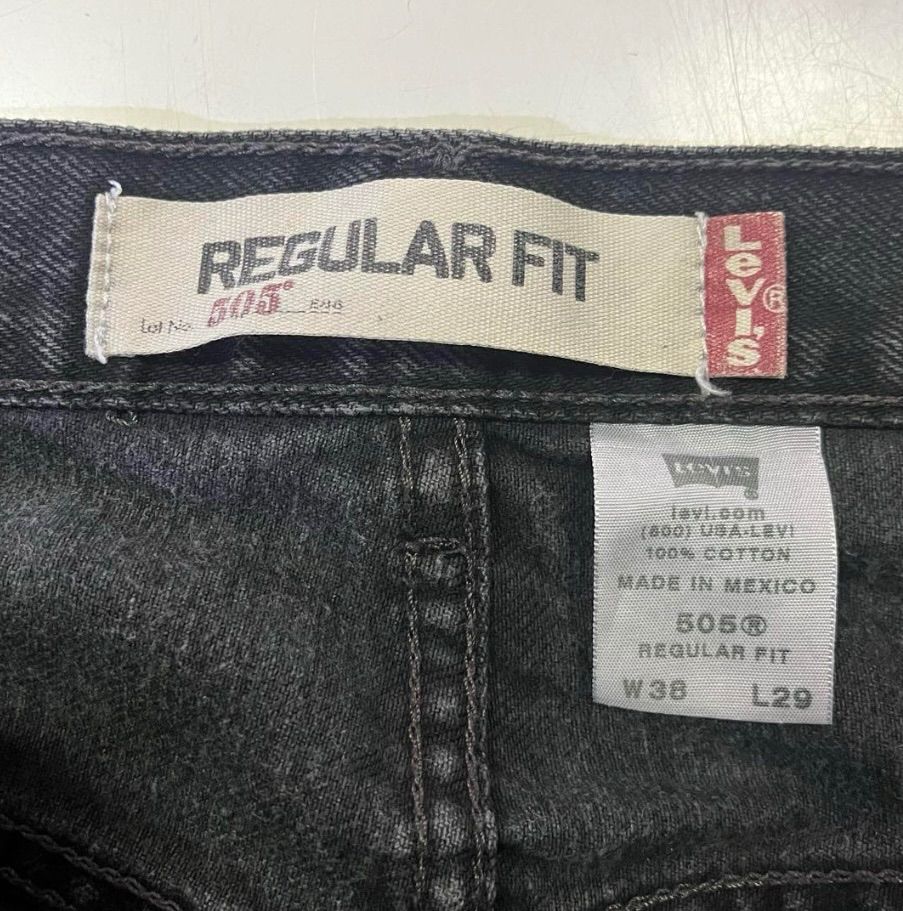 REGULAR FIT
Lot No. 505®
LEVI'S®
LEVI'S®
levi.com
(800) USA-LEVI
100% COTTON
MADE IN MEXICO
505®
REGULAR FIT
W38 L29